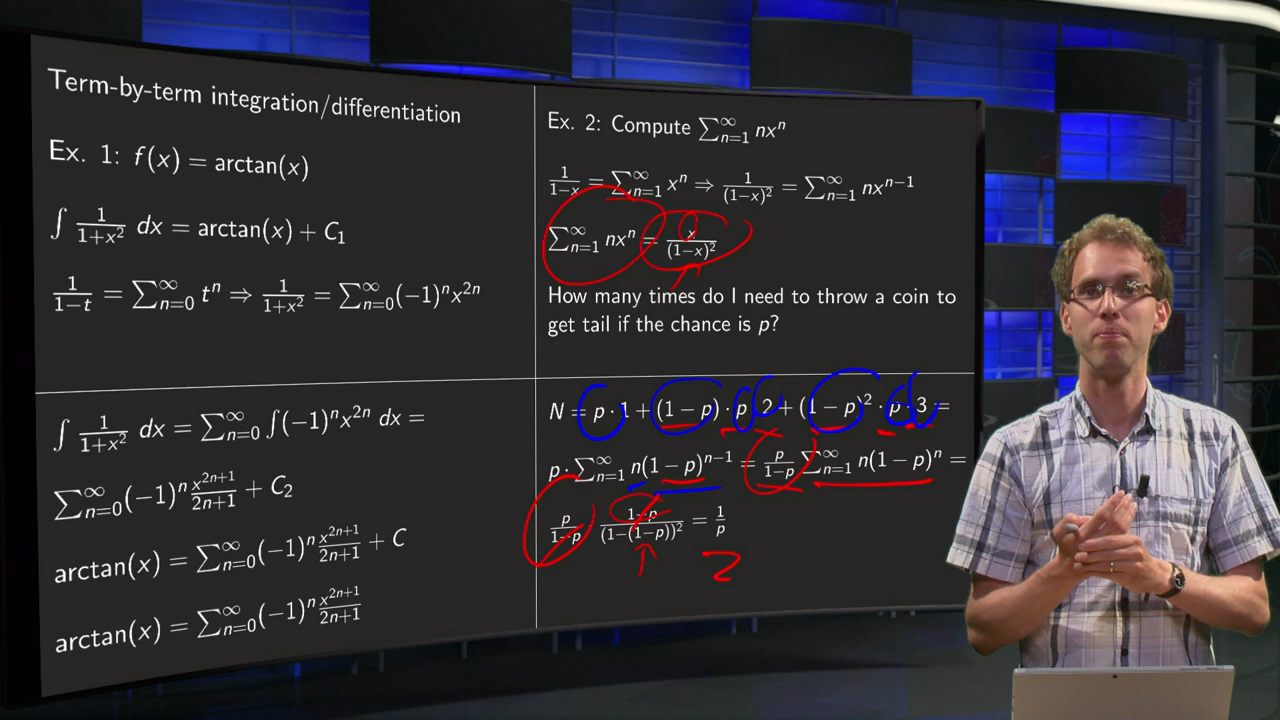 Term-by-term integration/differentiation
Ex. 1: f(x) = arctan(x)
∫ 1/(1+x²) dx = arctan(x) + C₁
1/(1−t) = ∑_{n=0}^∞ tⁿ ⇒ 1/(1+x²) = ∑_{n=0}^∞ (−1)ⁿx²ⁿ
∫ 1/(1+x²) dx = ∑_{n=0}^∞ ∫(−1)ⁿx²ⁿ dx =
∑_{n=0}^∞ (−1)ⁿ x^{2n+1}/(2n+1) + C₂
arctan(x) = ∑_{n=0}^∞ (−1)ⁿ x^{2n+1}/(2n+1) + C
arctan(x) = ∑_{n=0}^∞ (−1)ⁿ x^{2n+1}/(2n+1)
Ex. 2: Compute ∑_{n=1}^∞ nxⁿ
1/(1−x) = ∑_{n=1}^∞ xⁿ ⇒ 1/(1−x)² = ∑_{n=1}^∞ nx^{n−1}
∑_{n=1}^∞ nxⁿ = x/(1−x)²
How many times do I need to throw a coin to
get tail if the chance is p?
N = p · 1 + (1 − p) · p · 2 + (1 − p)² · p · 3 =
p · ∑_{n=1}^∞ n(1 − p)^{n−1} = p/(1−p) ∑_{n=1}^∞ n(1 − p)ⁿ =
p/(1−p) · (1−p)/(1−(1−p))² = 1/p
2